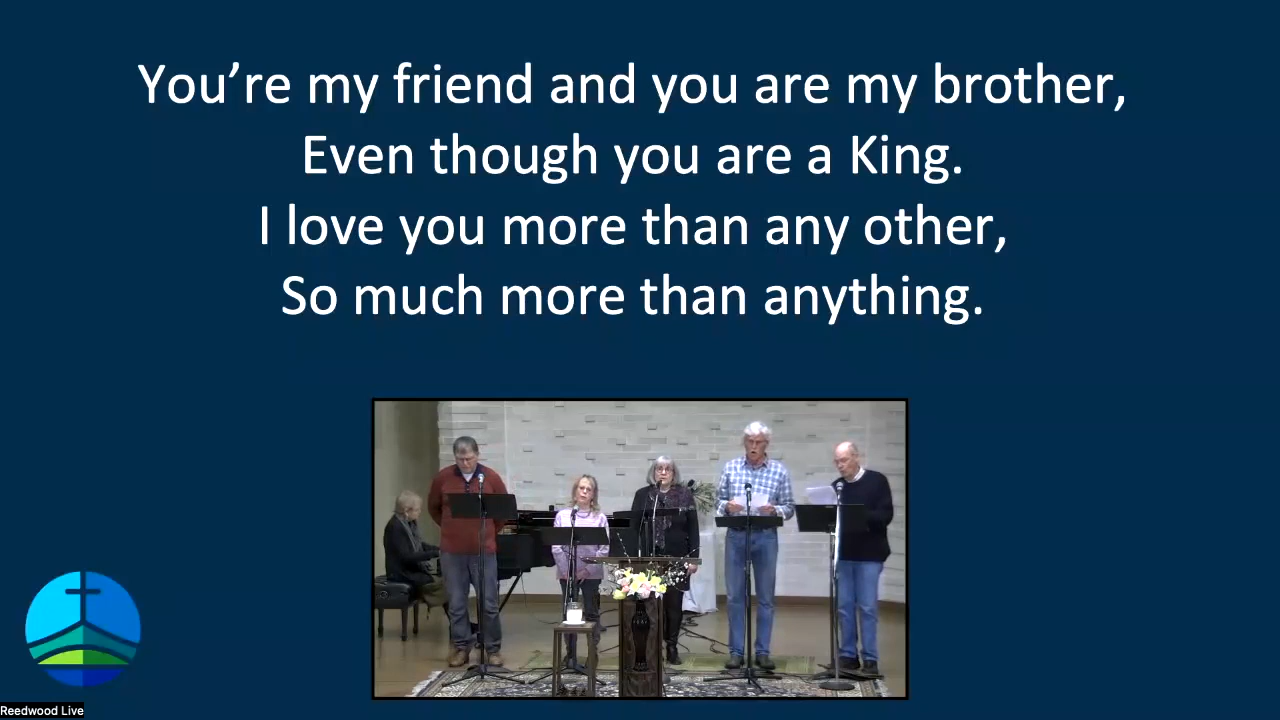 You’re my friend and you are my brother,
Even though you are a King.
I love you more than any other,
So much more than anything.
Reedwood Live